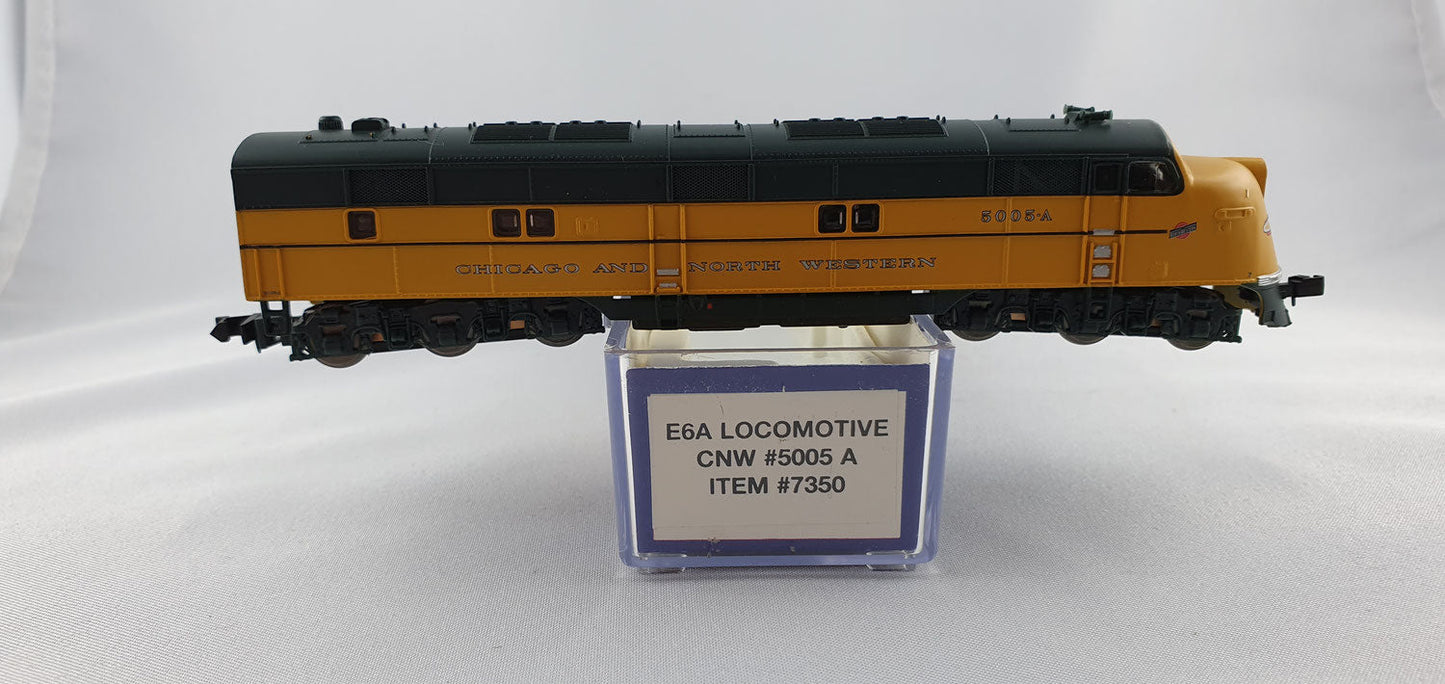 5005-A
CHICAGO AND NORTH WESTERN
E6A LOCOMOTIVE
CNW #5005 A
ITEM #7350